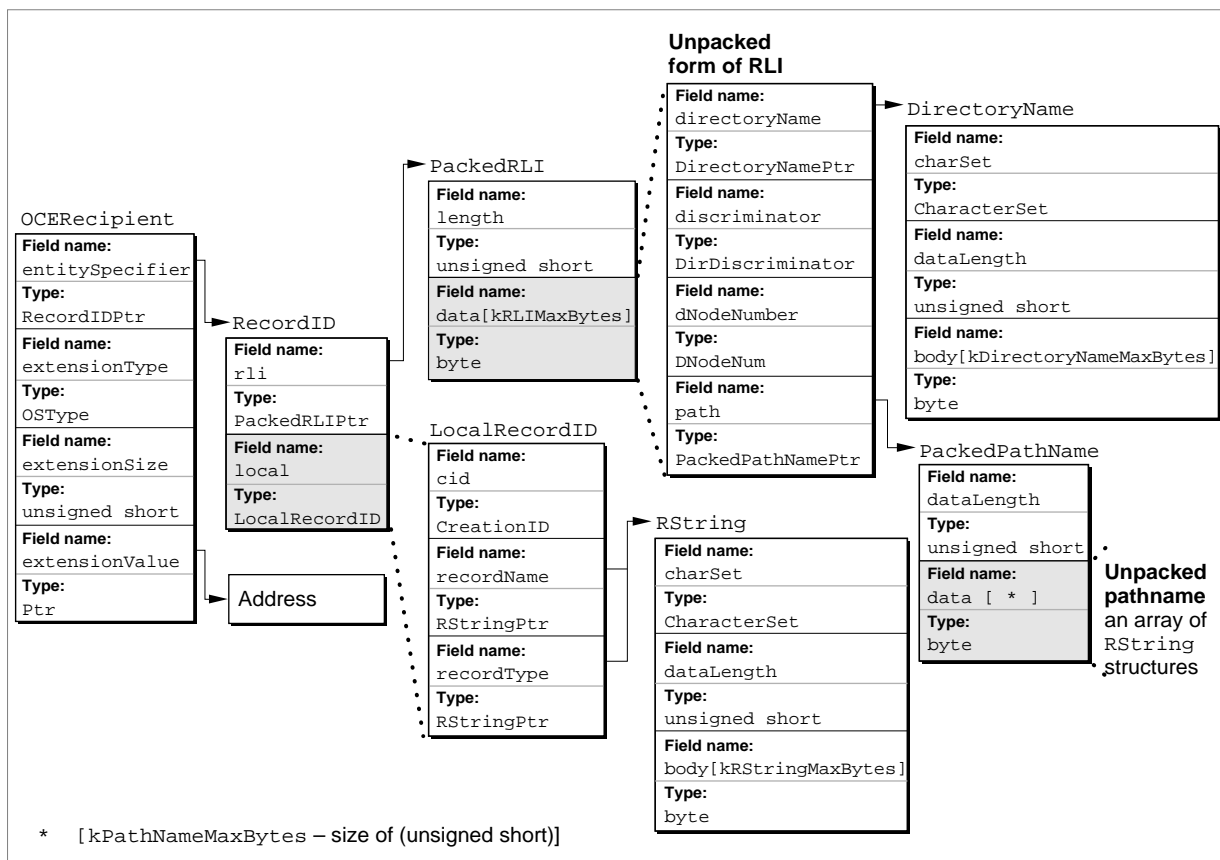 OCERecipient
Field name:
entitySpecifier
Type:
RecordIDPtr
Field name:
extensionType
Type:
OSType
Field name:
extensionSize
Type:
unsigned short
Field name:
extensionValue
Type:
Ptr
RecordID
Field name:
rli
Type:
PackedRLIPtr
Field name:
local
Type:
LocalRecordID
Address
PackedRLI
Field name:
length
Type:
unsigned short
Field name:
data[kRLIMaxBytes]
Type:
byte
LocalRecordID
Field name:
cid
Type:
CreationID
Field name:
recordName
Type:
RStringPtr
Field name:
recordType
Type:
RStringPtr
Unpacked
form of RLI
Field name:
directoryName
Type:
DirectoryNamePtr
Field name:
discriminator
Type:
DirDiscriminator
Field name:
dNodeNumber
Type:
DNodeNum
Field name:
path
Type:
PackedPathNamePtr
RString
Field name:
charSet
Type:
CharacterSet
Field name:
dataLength
Type:
unsigned short
Field name:
body[kRStringMaxBytes]
Type:
byte
DirectoryName
Field name:
charSet
Type:
CharacterSet
Field name:
dataLength
Type:
unsigned short
Field name:
body[kDirectoryNameMaxBytes]
Type:
byte
PackedPathName
Field name:
dataLength
Type:
unsigned short
Field name:
data [ * ]
Type:
byte
Unpacked
pathname
an array of
RString
structures
* [kPathNameMaxBytes – size of (unsigned short)]